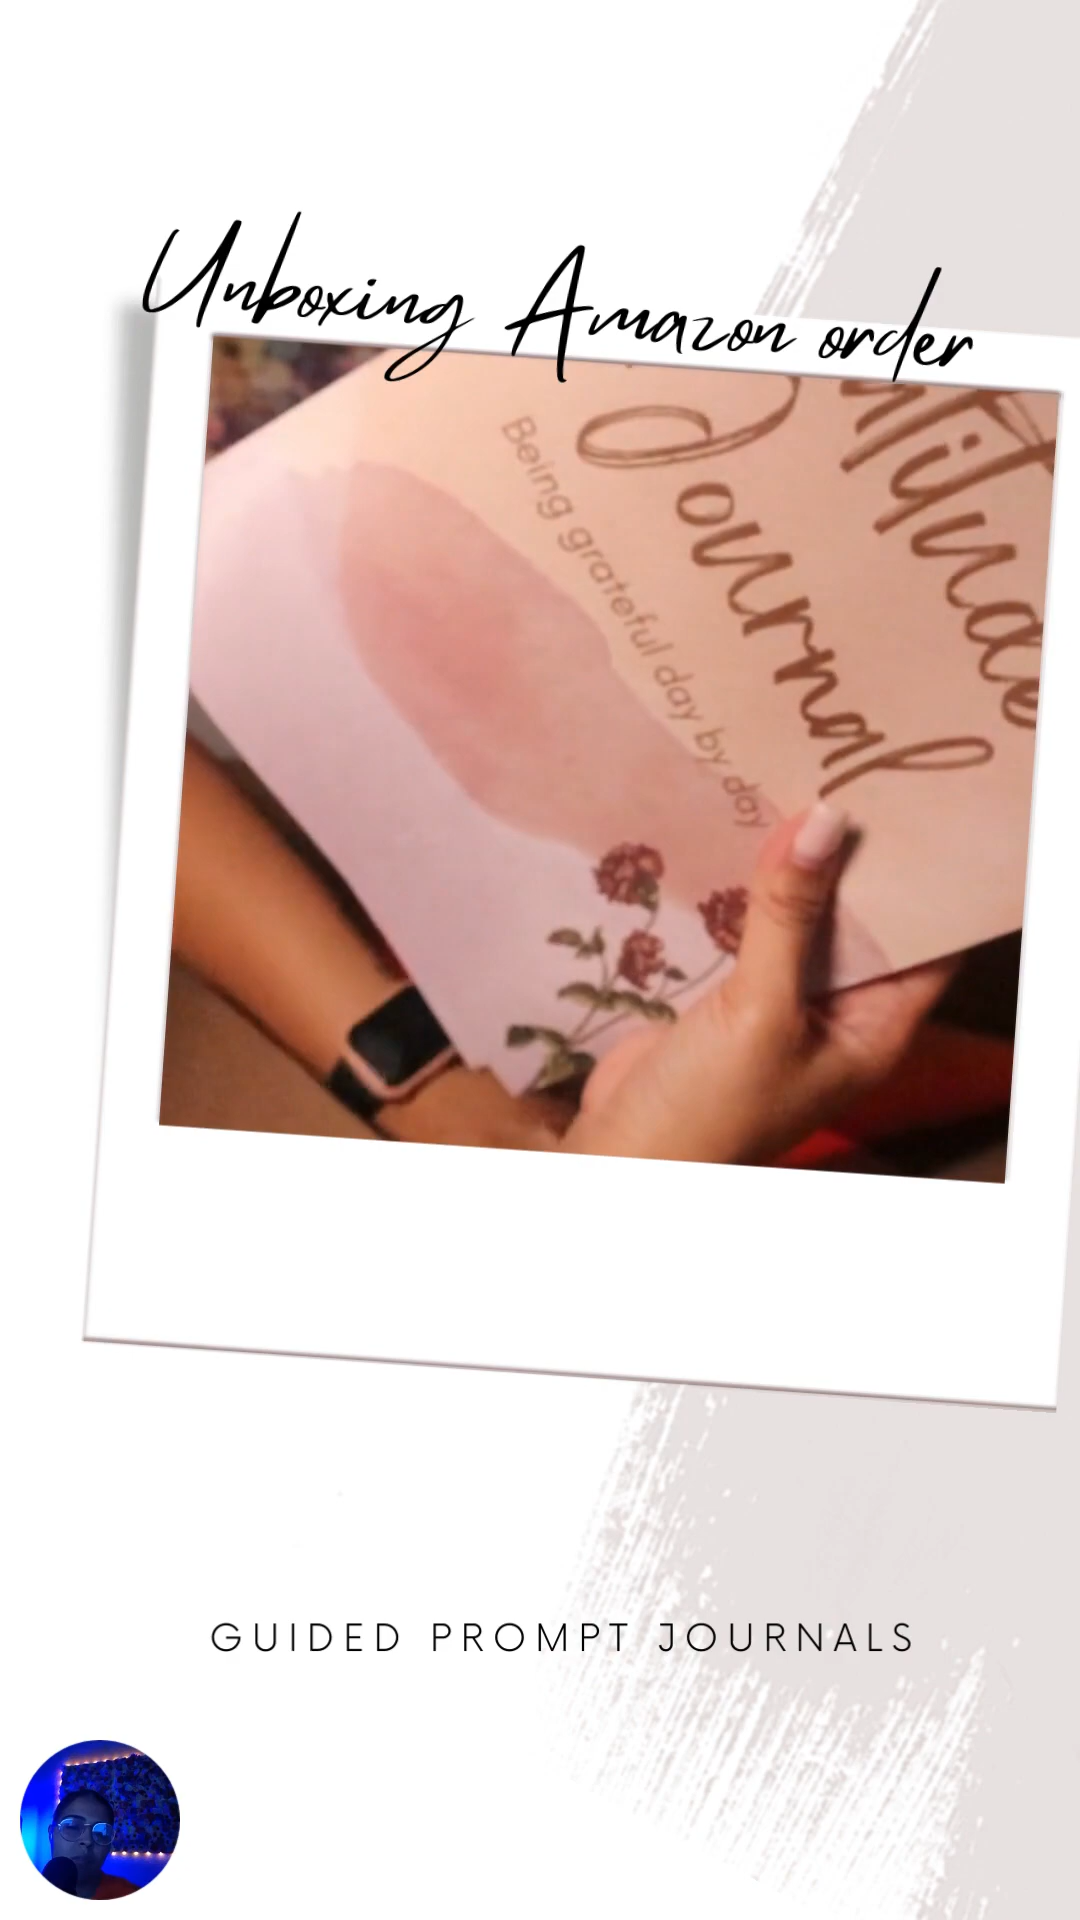 Unboxing Amazon order
Journal
Being grateful day by day
GUIDED PROMPT JOURNALS